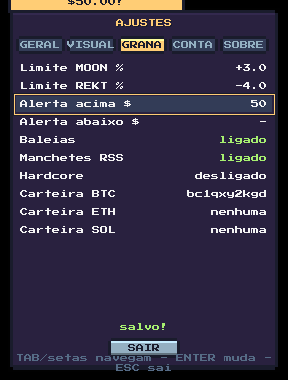 $50.00?
AJUSTES
GERAL VISUAL GRANA CONTA SOBRE
Limite MOON % +3.0
Limite REKT % -4.0
Alerta acima $ 50
Alerta abaixo $ -
Baleias ligado
Manchetes RSS ligado
Hardcore desligado
Carteira BTC bc1qxy2kgd
Carteira ETH nenhuma
Carteira SOL nenhuma
salvo!
SAIR
TAB/setas navegam - ENTER muda -
ESC sai